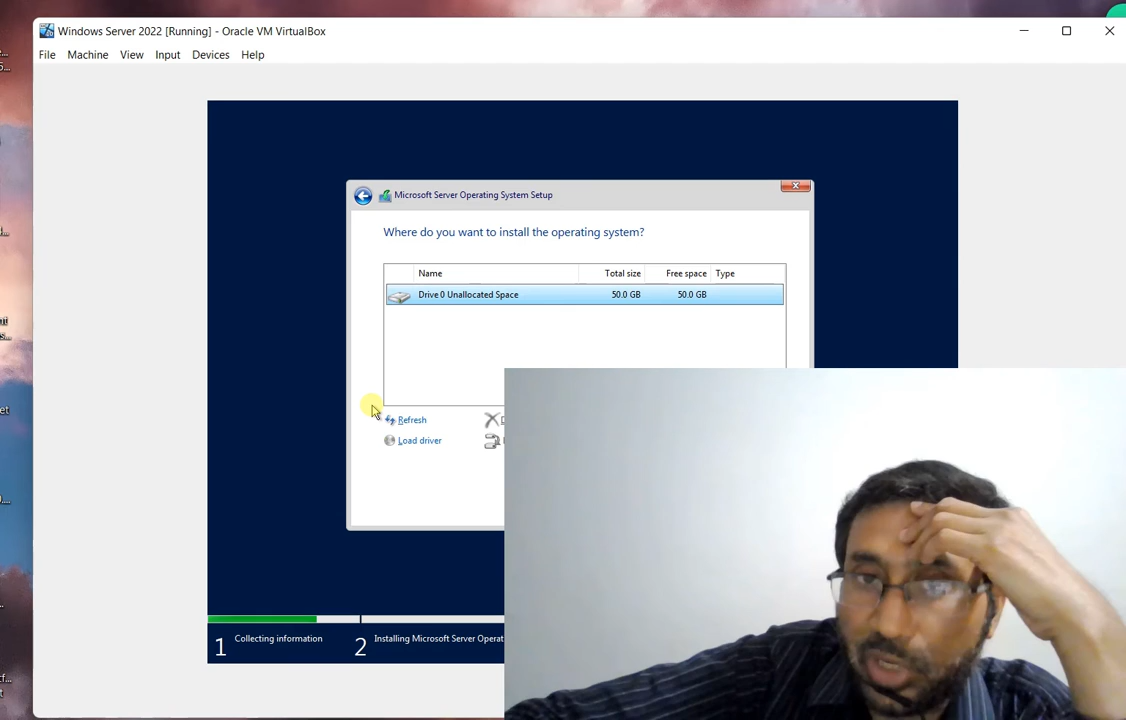 Windows Server 2022 [Running] - Oracle VM VirtualBox
File Machine View Input Devices Help
Microsoft Server Operating System Setup
Where do you want to install the operating system?
Name Total size Free space Type
Drive 0 Unallocated Space 50.0 GB 50.0 GB
Refresh
Load driver
1 Collecting information 2 Installing Microsoft Server Operat